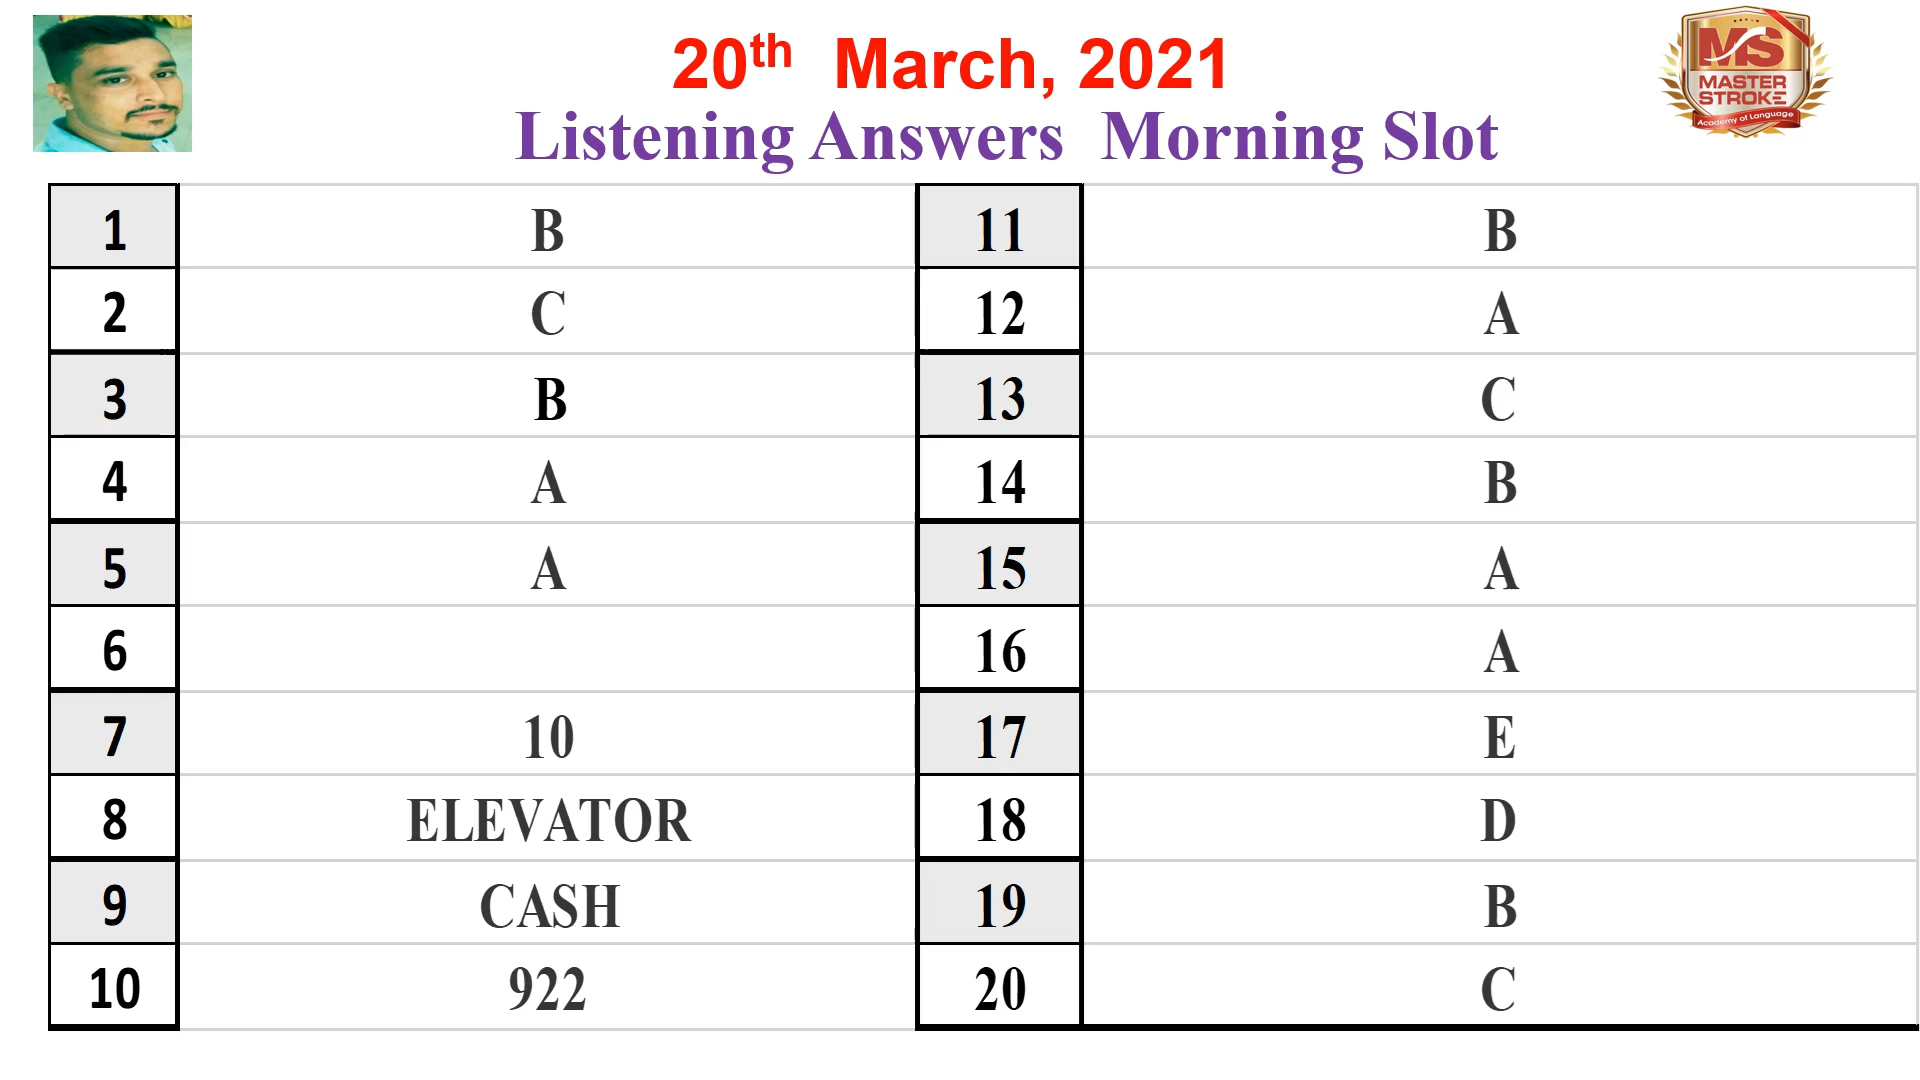 20th March, 2021
Listening Answers Morning Slot
MS
MASTER
STROKE
Academy of Language
1 B 11 B
2 C 12 A
3 B 13 C
4 A 14 B
5 A 15 A
6 16 A
7 10 17 E
8 ELEVATOR 18 D
9 CASH 19 B
10 922 20 C